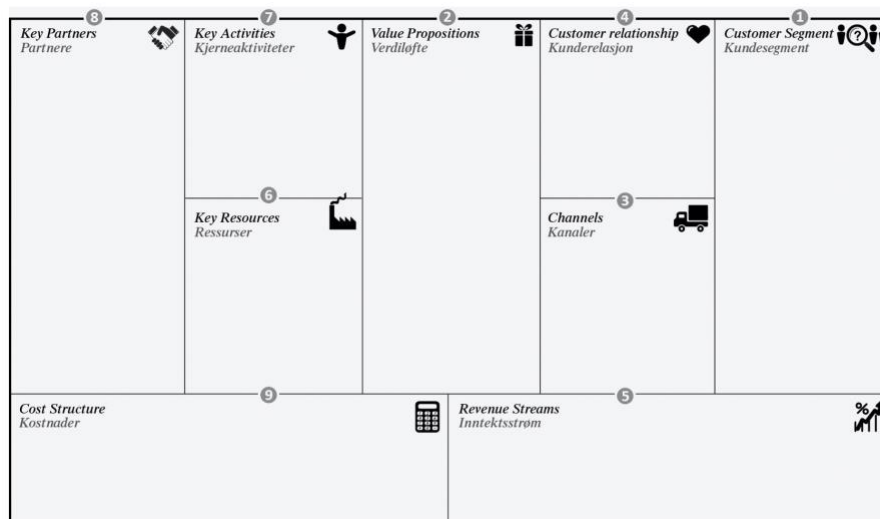 8
Key Partners
Partnere
7
Key Activities
Kjerneaktiviteter
2
Value Propositions
Verdiløfte
4
Customer relationship
Kunderelasjon
1
Customer Segment
Kundesegment
?
6
Key Resources
Ressurser
3
Channels
Kanaler
9
Cost Structure
Kostnader
5
Revenue Streams
Inntektsstrøm
%